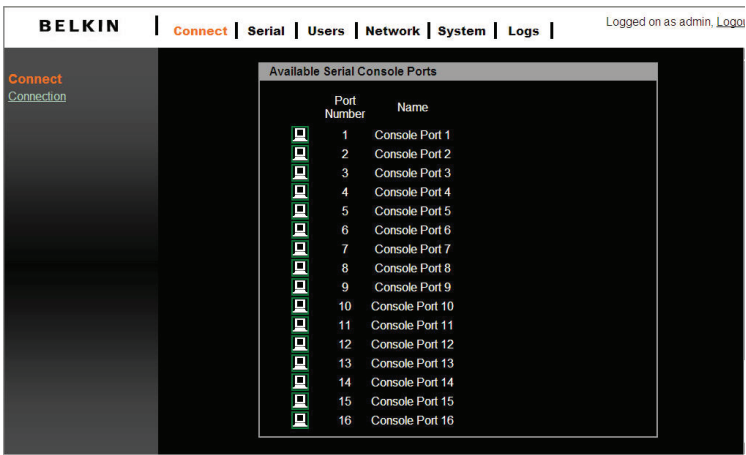 BELKIN
Connect Serial Users Network System Logs
Logged on as admin, Logou
Connect
Connection
Available Serial Console Ports
Port Number Name
1 Console Port 1
2 Console Port 2
3 Console Port 3
4 Console Port 4
5 Console Port 5
6 Console Port 6
7 Console Port 7
8 Console Port 8
9 Console Port 9
10 Console Port 10
11 Console Port 11
12 Console Port 12
13 Console Port 13
14 Console Port 14
15 Console Port 15
16 Console Port 16